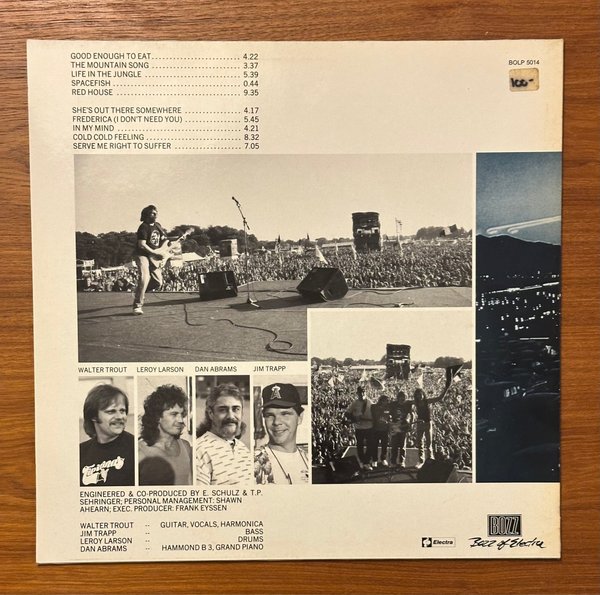 GOOD ENOUGH TO EAT........................ 4.22
THE MOUNTAIN SONG ........................ 3.37
LIFE IN THE JUNGLE ........................ 5.39
SPACEFISH ................................ 0.44
RED HOUSE ................................ 9.35
SHE'S OUT THERE SOMEWHERE ............... 4.17
FREDERICA (I DON'T NEED YOU) .............. 5.45
IN MY MIND ............................... 4.21
COLD COLD FEELING ........................ 8.32
SERVE ME RIGHT TO SUFFER ................. 7.05
BOLP 5014
100-
WALTER TROUT LEROY LARSON DAN ABRAMS JIM TRAPP
ENGINEERED & CO-PRODUCED BY E. SCHULZ & T.P.
SEHRINGER; PERSONAL MANAGEMENT: SHAWN
AHEARN; EXEC. PRODUCER: FRANK EYSSEN
WALTER TROUT .. GUITAR, VOCALS, HARMONICA
JIM TRAPP .. BASS
LEROY LARSON .. DRUMS
DAN ABRAMS .. HAMMOND B 3, GRAND PIANO
Electra
BOZZ
Bozz of Electra